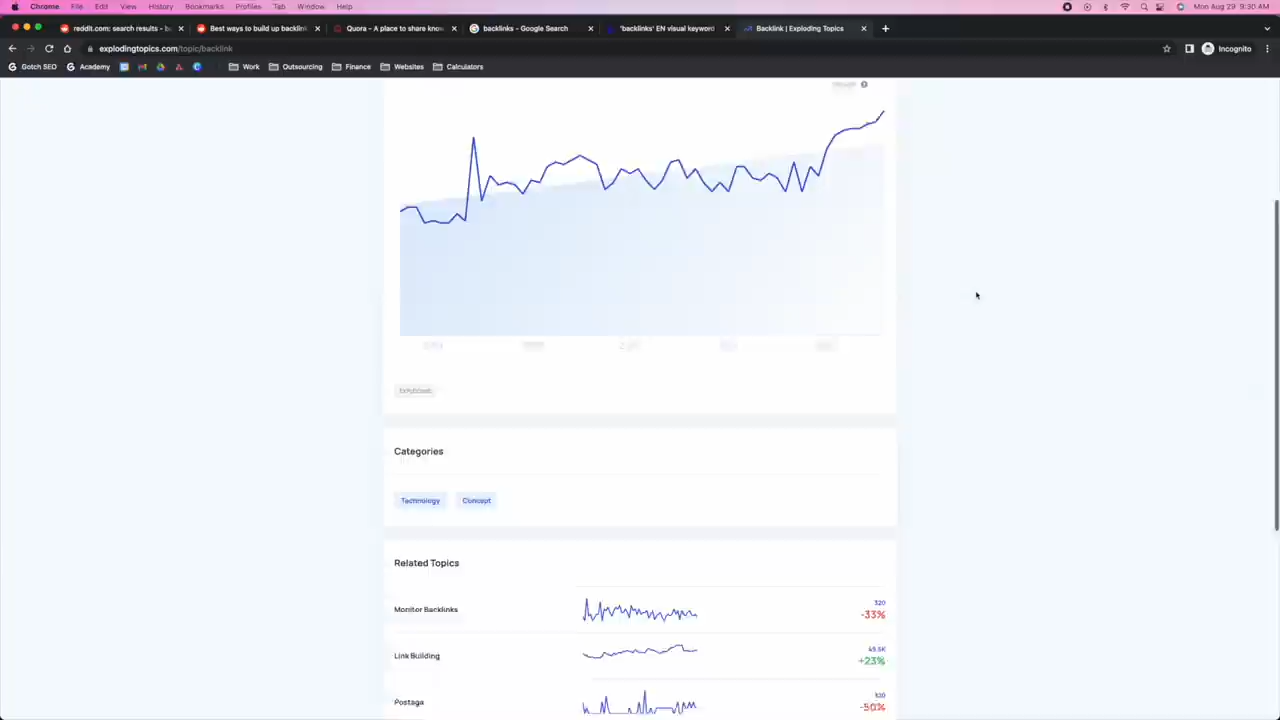 Chrome File Edit View History Bookmarks Profiles Tab Window Help Mon Aug 29 9:30 AM
reddit.com: search results - b Best ways to build up backlink Quora - A place to share know backlinks - Google Search 'backlinks' EN visual keyword Backlink | Exploding Topics
explodingtopics.com/topic/backlink Incognito
Gotch SEO Academy Work Outsourcing Finance Websites Calculators
Categories
Technology Concept
Related Topics
320
Monitor Backlinks -33%
49.5K
Link Building +23%
Postaga -50%